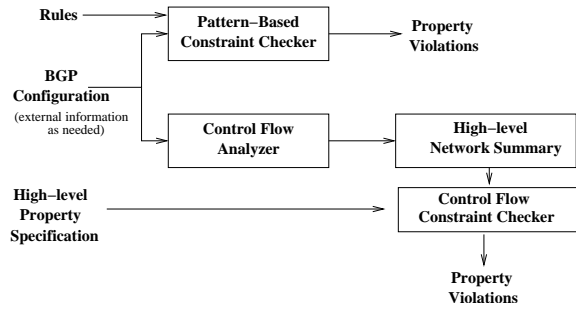 Rules
Pattern−Based
Constraint Checker
Property
Violations
BGP
Configuration
(external information
as needed)
Control Flow
Analyzer
High−level
Network Summary
High−level
Property
Specification
Control Flow
Constraint Checker
Property
Violations